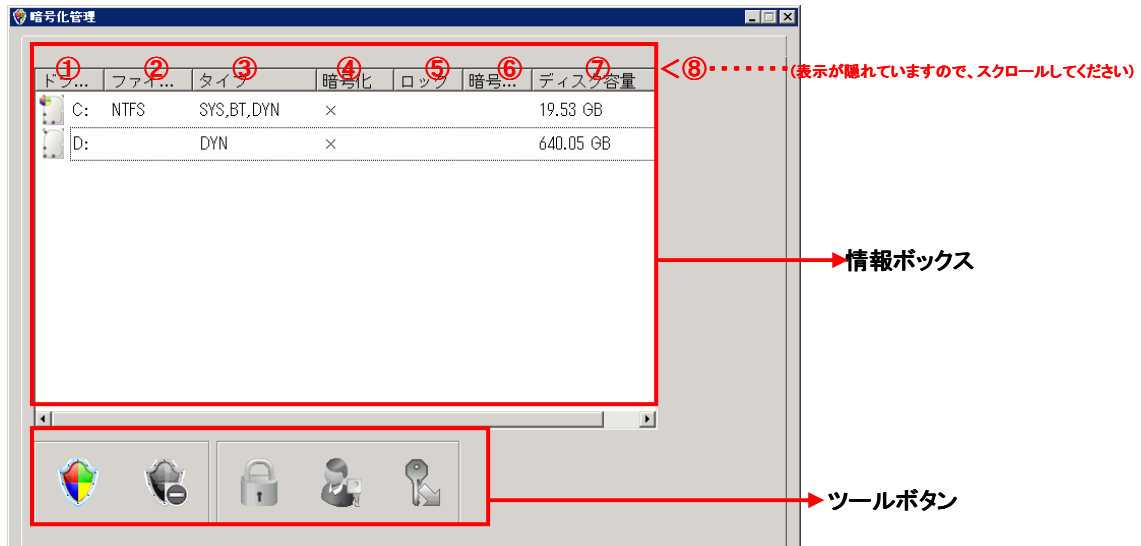 暗号化管理
① ② ③ ④ ⑤ ⑥ ⑦ <⑧・・・・・・・(表示が隠れていますので、スクロールしてください)
ドラ... ファイ... タイプ 暗号化 ロック 暗号... ディスク容量
C: NTFS SYS,BT,DYN × 19.53 GB
D: DYN × 640.05 GB
情報ボックス
ツールボタン